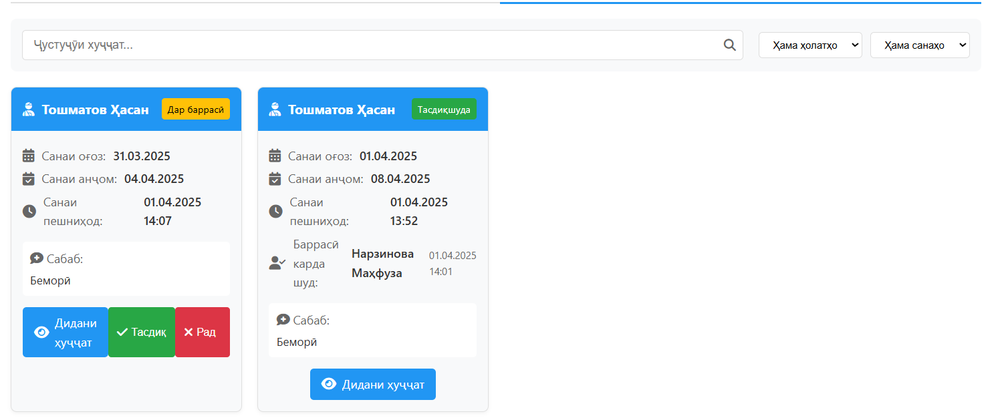 Ҷустуҷӯи хуҷҷат...
Ҳама ҳолатҳо
Ҳама санаҳо
Тошматов Ҳасан
Дар баррасӣ
Санаи оғоз: 31.03.2025
Санаи анҷом: 04.04.2025
Санаи
пешниҳод:
01.04.2025
14:07
Сабаб:
Беморӣ
Дидани
ҳуҷҷат
Тасдиқ
Рад
Тошматов Ҳасан
Тасдиқшуда
Санаи оғоз: 01.04.2025
Санаи анҷом: 08.04.2025
Санаи
пешниҳод:
01.04.2025
13:52
Баррасӣ
карда
шуд:
Нарзинова
Маҳфуза
01.04.2025
14:01
Сабаб:
Беморӣ
Дидани ҳуҷҷат